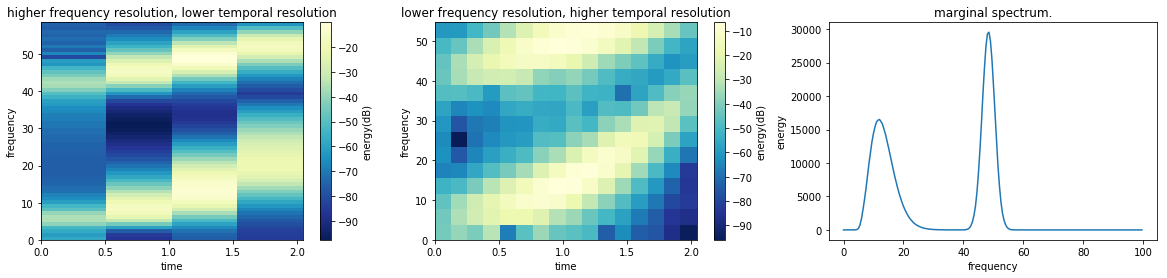 higher frequency resolution, lower temporal resolution
frequency
50
40
30
20
10
0
0.0 0.5 1.0 1.5 2.0
time
−20
−30
−40
−50
−60
−70
−80
−90
energy(dB)
lower frequency resolution, higher temporal resolution
frequency
50
40
30
20
10
0
0.0 0.5 1.0 1.5 2.0
time
−10
−20
−30
−40
−50
−60
−70
−80
−90
energy(dB)
marginal spectrum.
energy
30000
25000
20000
15000
10000
5000
0
0 20 40 60 80 100
frequency